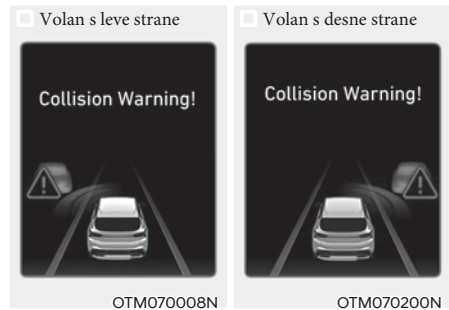 Volan s leve strane
Collision Warning!
OTM070008N
Volan s desne strane
Collision Warning!
OTM070200N